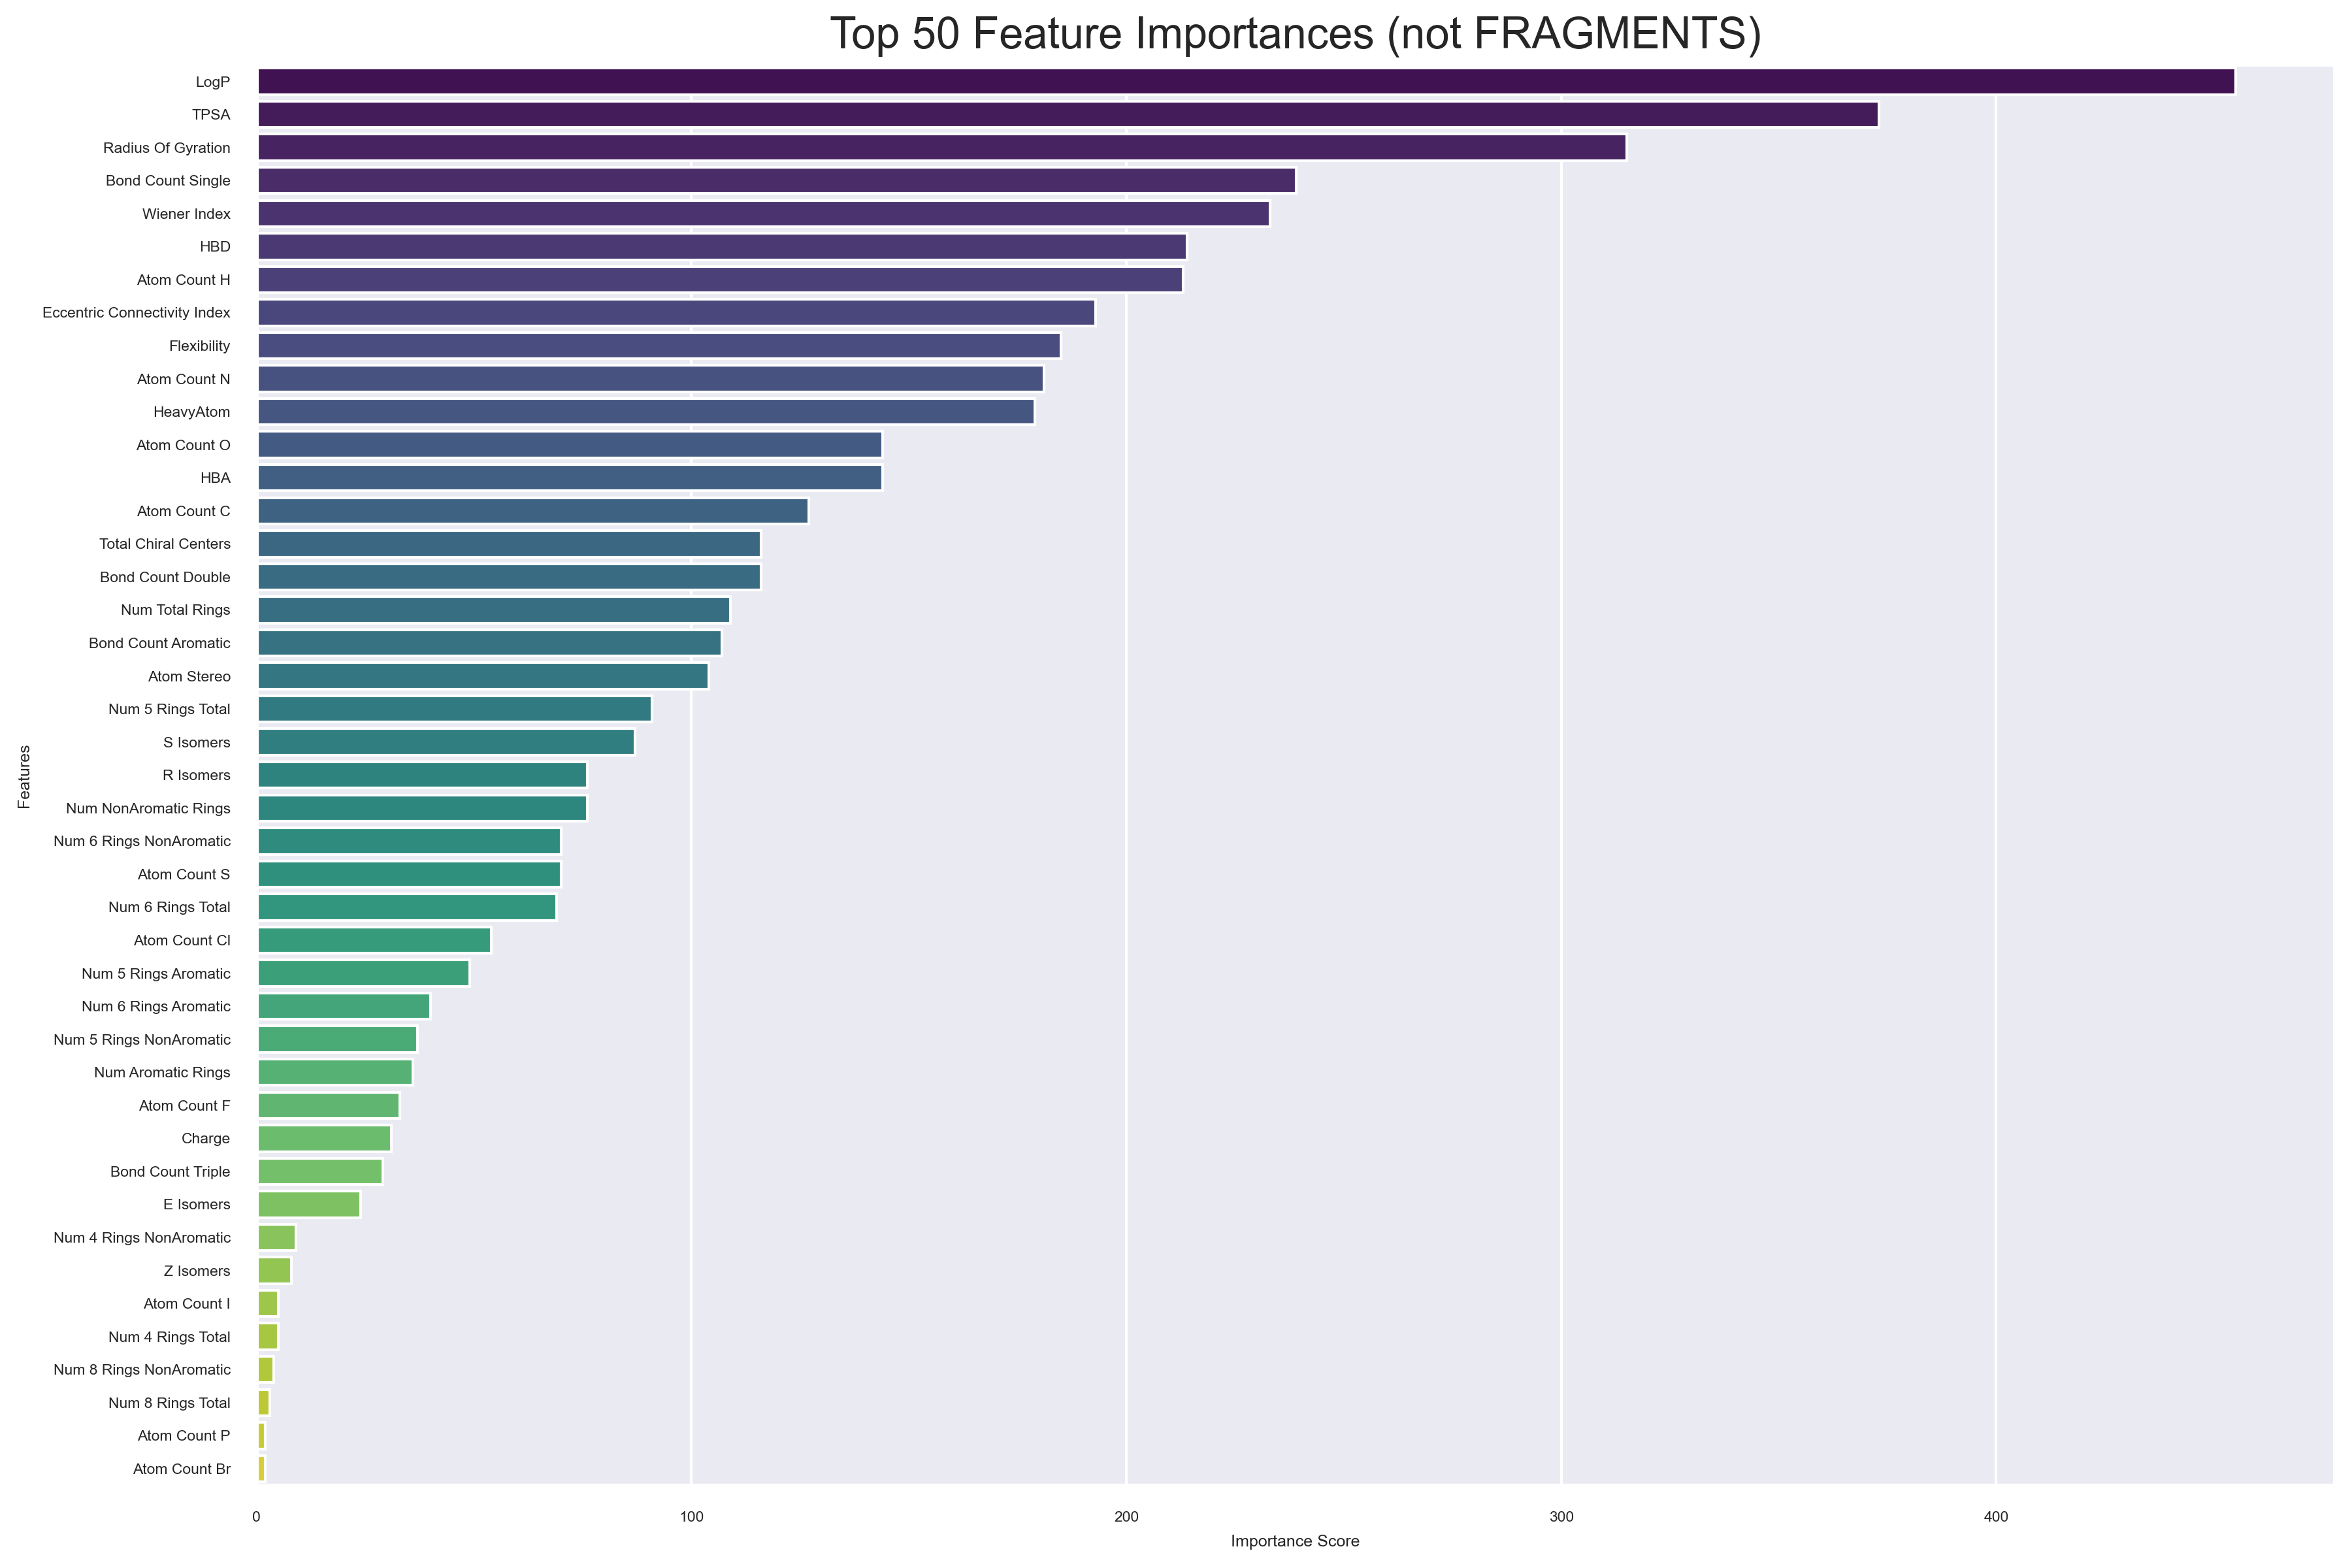 Top 50 Feature Importances (not FRAGMENTS)
LogP
TPSA
Radius Of Gyration
Bond Count Single
Wiener Index
HBD
Atom Count H
Eccentric Connectivity Index
Flexibility
Atom Count N
HeavyAtom
Atom Count O
HBA
Atom Count C
Total Chiral Centers
Bond Count Double
Num Total Rings
Bond Count Aromatic
Atom Stereo
Num 5 Rings Total
S Isomers
R Isomers
Num NonAromatic Rings
Num 6 Rings NonAromatic
Atom Count S
Num 6 Rings Total
Atom Count Cl
Num 5 Rings Aromatic
Num 6 Rings Aromatic
Num 5 Rings NonAromatic
Num Aromatic Rings
Atom Count F
Charge
Bond Count Triple
E Isomers
Num 4 Rings NonAromatic
Z Isomers
Atom Count I
Num 4 Rings Total
Num 8 Rings NonAromatic
Num 8 Rings Total
Atom Count P
Atom Count Br
Features
0 100 200 300 400
Importance Score